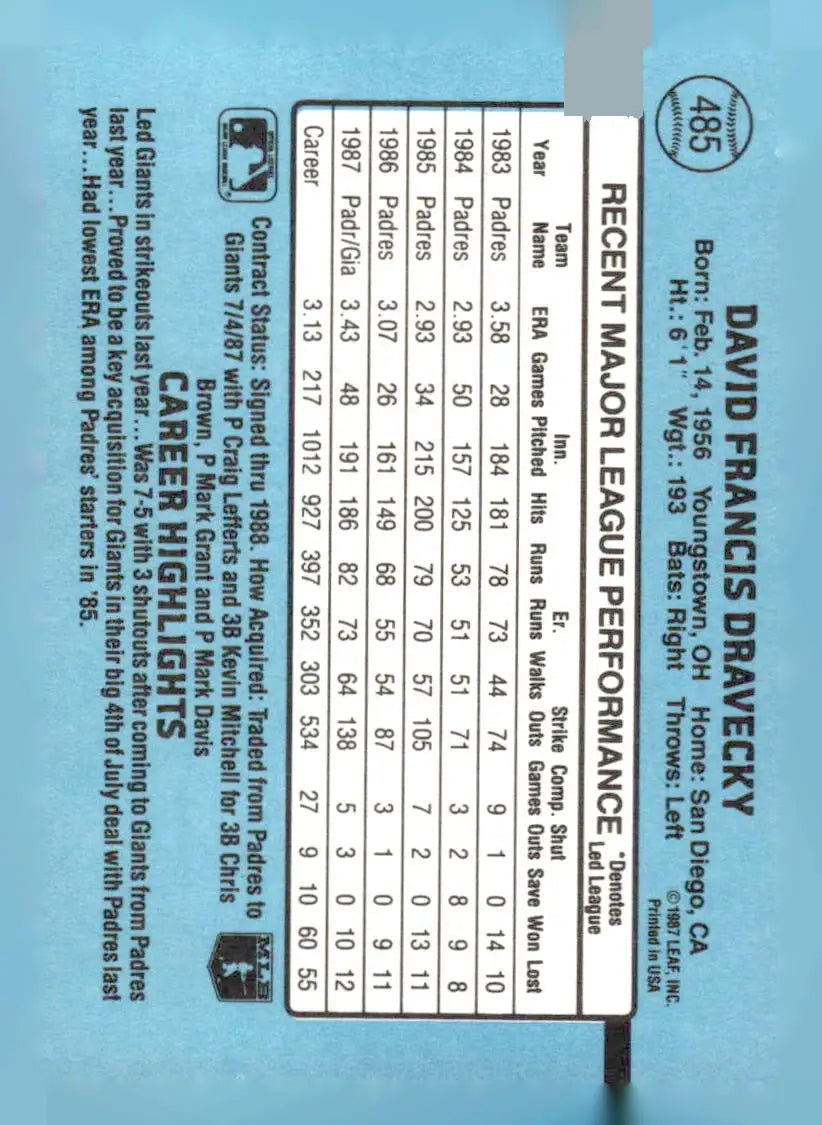 485
DAVID FRANCIS DRAVECKY
Born: Feb. 14, 1956 Youngstown, OH Home: San Diego, CA
Ht.: 6'1" Wgt.: 193 Bats: Right Throws: Left
©1987 LEAF, INC.
Printed in USA
RECENT MAJOR LEAGUE PERFORMANCE
*Denotes
Led League
Team Inn. Er. Strike Comp. Shut
Year Name ERA Games Pitched Hits Runs Runs Walks Outs Games Outs Save Won Lost
1983 Padres 3.58 28 184 181 78 73 44 74 9 1 0 14 10
1984 Padres 2.93 50 157 125 53 51 51 71 3 2 8 9 8
1985 Padres 2.93 34 215 200 79 70 57 105 7 2 0 13 11
1986 Padres 3.07 26 161 149 68 55 54 87 3 1 0 9 11
1987 Padr/Gia 3.43 48 191 186 82 73 64 138 5 3 0 10 12
Career 3.13 217 1012 927 397 352 303 534 27 9 10 60 55
Contract Status: Signed thru 1988. How Acquired: Traded from Padres to
Giants 7/4/87 with P Craig Lefferts and 3B Kevin Mitchell for 3B Chris
Brown, P Mark Grant and P Mark Davis
MLB
CAREER HIGHLIGHTS
Led Giants in strikeouts last year...Was 7-5 with 3 shutouts after coming to Giants from Padres
last year...Proved to be a key acquisition for Giants in their big 4th of July deal with Padres last
year...Had lowest ERA among Padres' starters in '85.